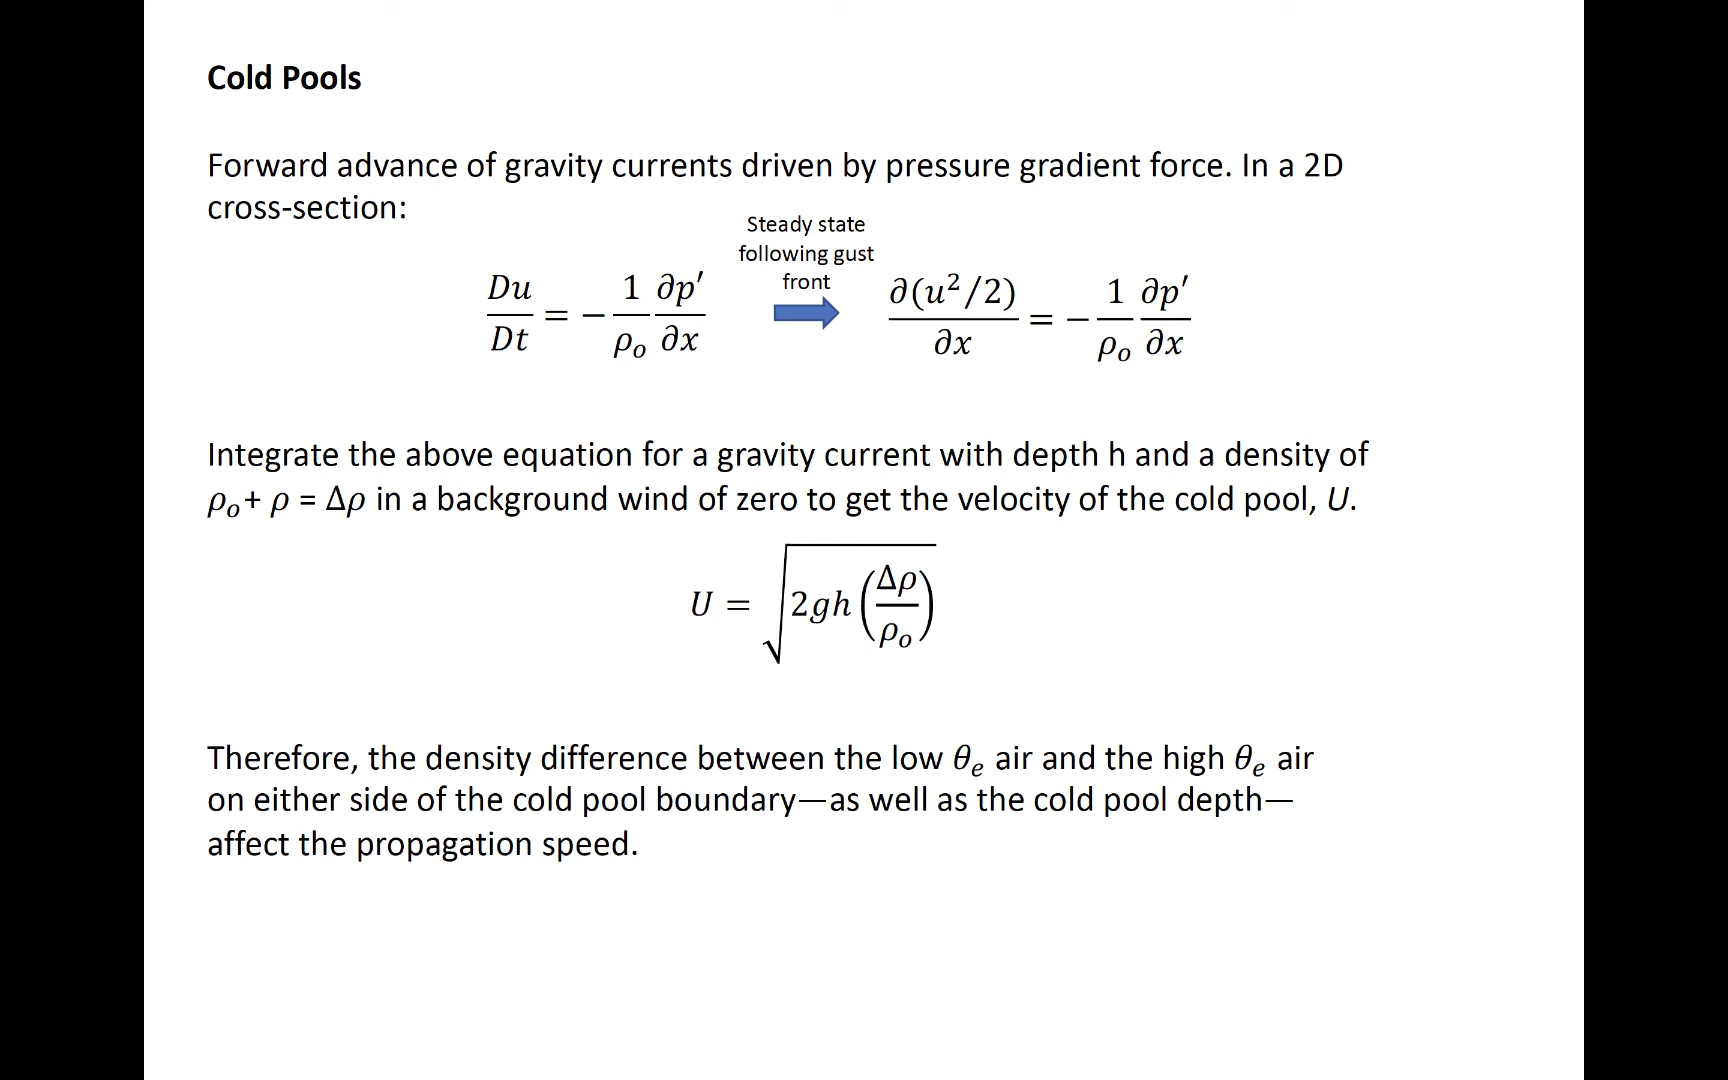 Cold Pools
Forward advance of gravity currents driven by pressure gradient force. In a 2D
cross-section:
Steady state
following gust
front
Du/Dt = − 1/ρₒ ∂p′/∂x
∂(u²/2)/∂x = − 1/ρₒ ∂p′/∂x
Integrate the above equation for a gravity current with depth h and a density of
ρₒ+ ρ = Δρ in a background wind of zero to get the velocity of the cold pool, U.
U = √(2gh(Δρ/ρₒ))
Therefore, the density difference between the low θₑ air and the high θₑ air
on either side of the cold pool boundary—as well as the cold pool depth—
affect the propagation speed.